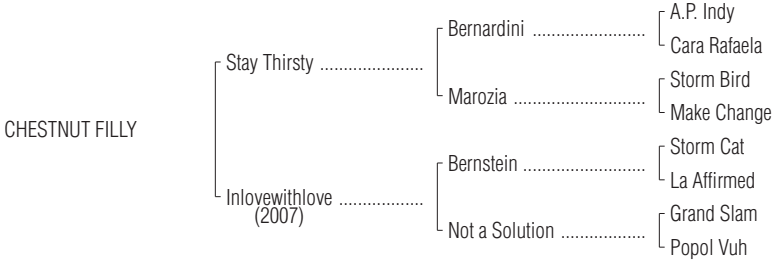 A.P. Indy
Bernardini ..............................
Cara Rafaela
Stay Thirsty ......................
Storm Bird
Marozia ...................................
Make Change
CHESTNUT FILLY
Storm Cat
Bernstein ................................
La Affirmed
Inlovewithlove ..................
(2007)
Grand Slam
Not a Solution ..................
Popol Vuh